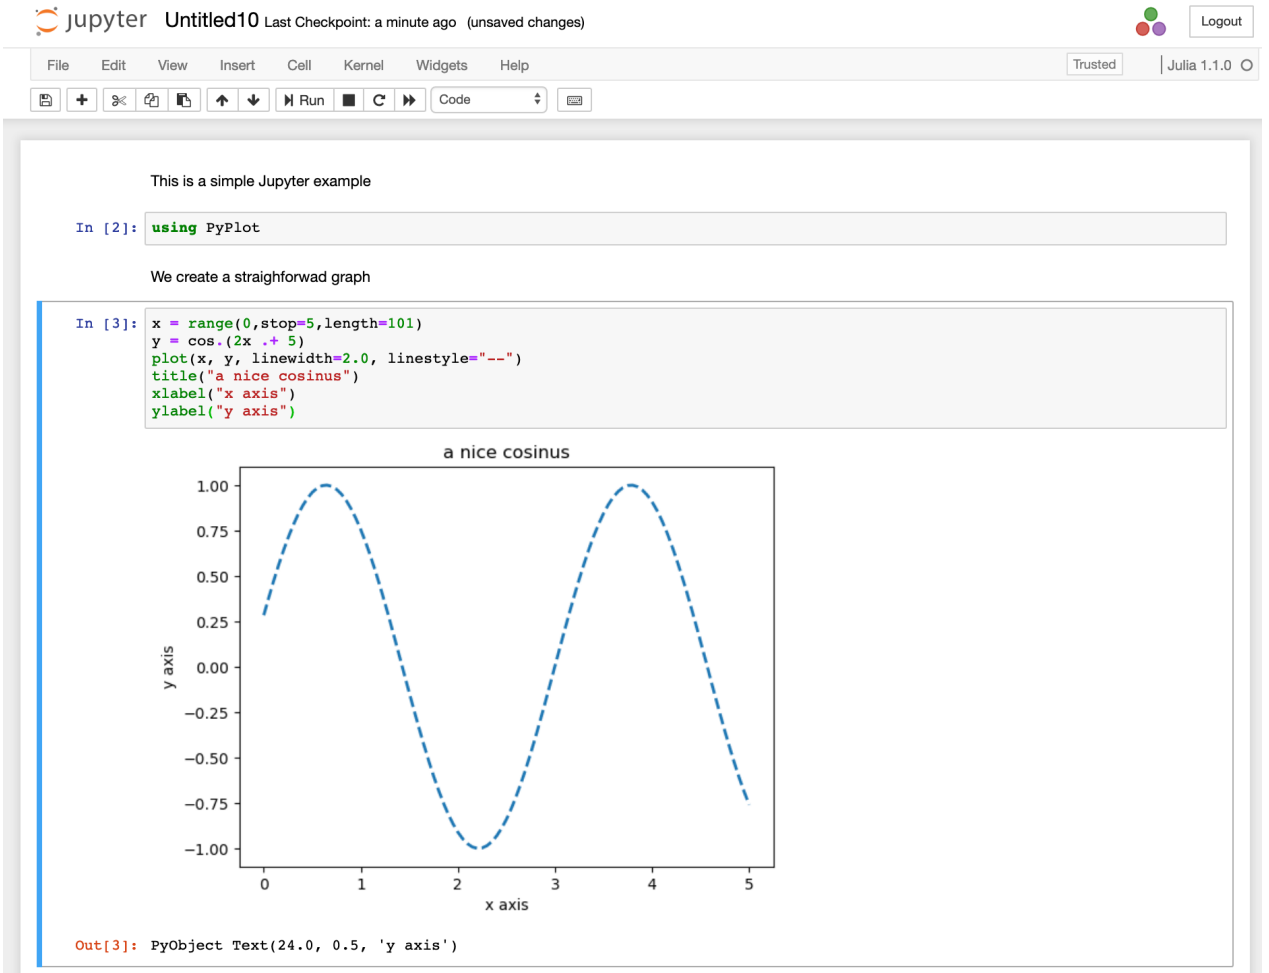 jupyter Untitled10 Last Checkpoint: a minute ago (unsaved changes) Logout
File Edit View Insert Cell Kernel Widgets Help Trusted Julia 1.1.0
Run Code
This is a simple Jupyter example
In [2]: using PyPlot
We create a straighforwad graph
In [3]: x = range(0,stop=5,length=101)
y = cos.(2x .+ 5)
plot(x, y, linewidth=2.0, linestyle="--")
title("a nice cosinus")
xlabel("x axis")
ylabel("y axis")
a nice cosinus
1.00
0.75
0.50
0.25
0.00
−0.25
−0.50
−0.75
−1.00
y axis
0 1 2 3 4 5
x axis
Out[3]: PyObject Text(24.0, 0.5, 'y axis')